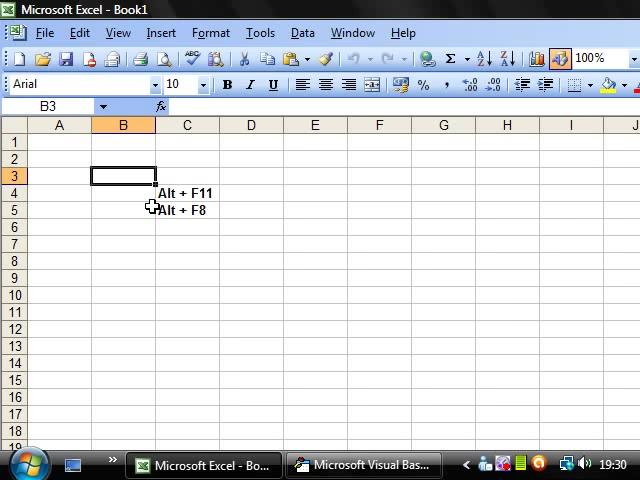 Microsoft Excel - Book1
File Edit View Insert Format Tools Data Window Help
Σ 100%
Arial 10 B I U % ,
B3 fx
A B C D E F G H I J
1
2
3
4 Alt + F11
5 Alt + F8
6
7
8
9
10
11
12
13
14
15
16
17
18
19
Microsoft Excel - Bo... Microsoft Visual Bas... 19:30